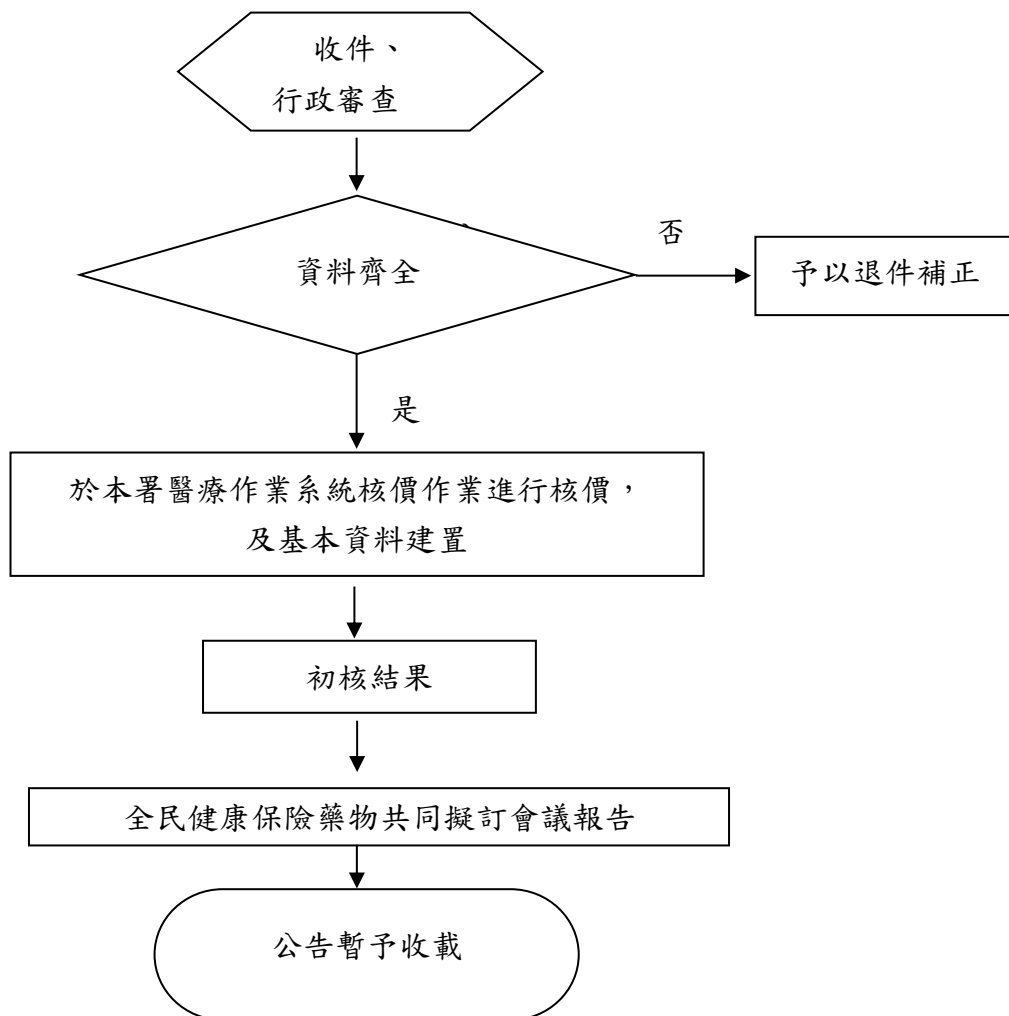 收件、
行政審查
資料齊全
否
予以退件補正
是
於本署醫療作業系統核價作業進行核價，
及基本資料建置
初核結果
全民健康保險藥物共同擬訂會議報告
公告暫予收載